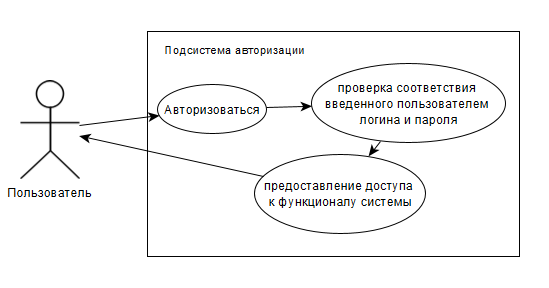 Подсистема авторизации
Авторизоваться
проверка соответствия
введенного пользователем
логина и пароля
предоставление доступа
к функционалу системы
Пользователь